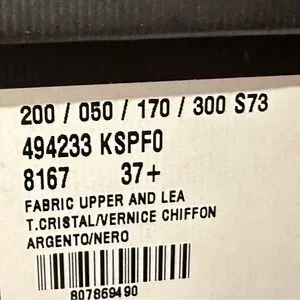 200 / 050 / 170 / 300 S73
494233 KSPF0
8167 37+
FABRIC UPPER AND LEA
T.CRISTAL/VERNICE CHIFFON
ARGENTO/NERO
807869490